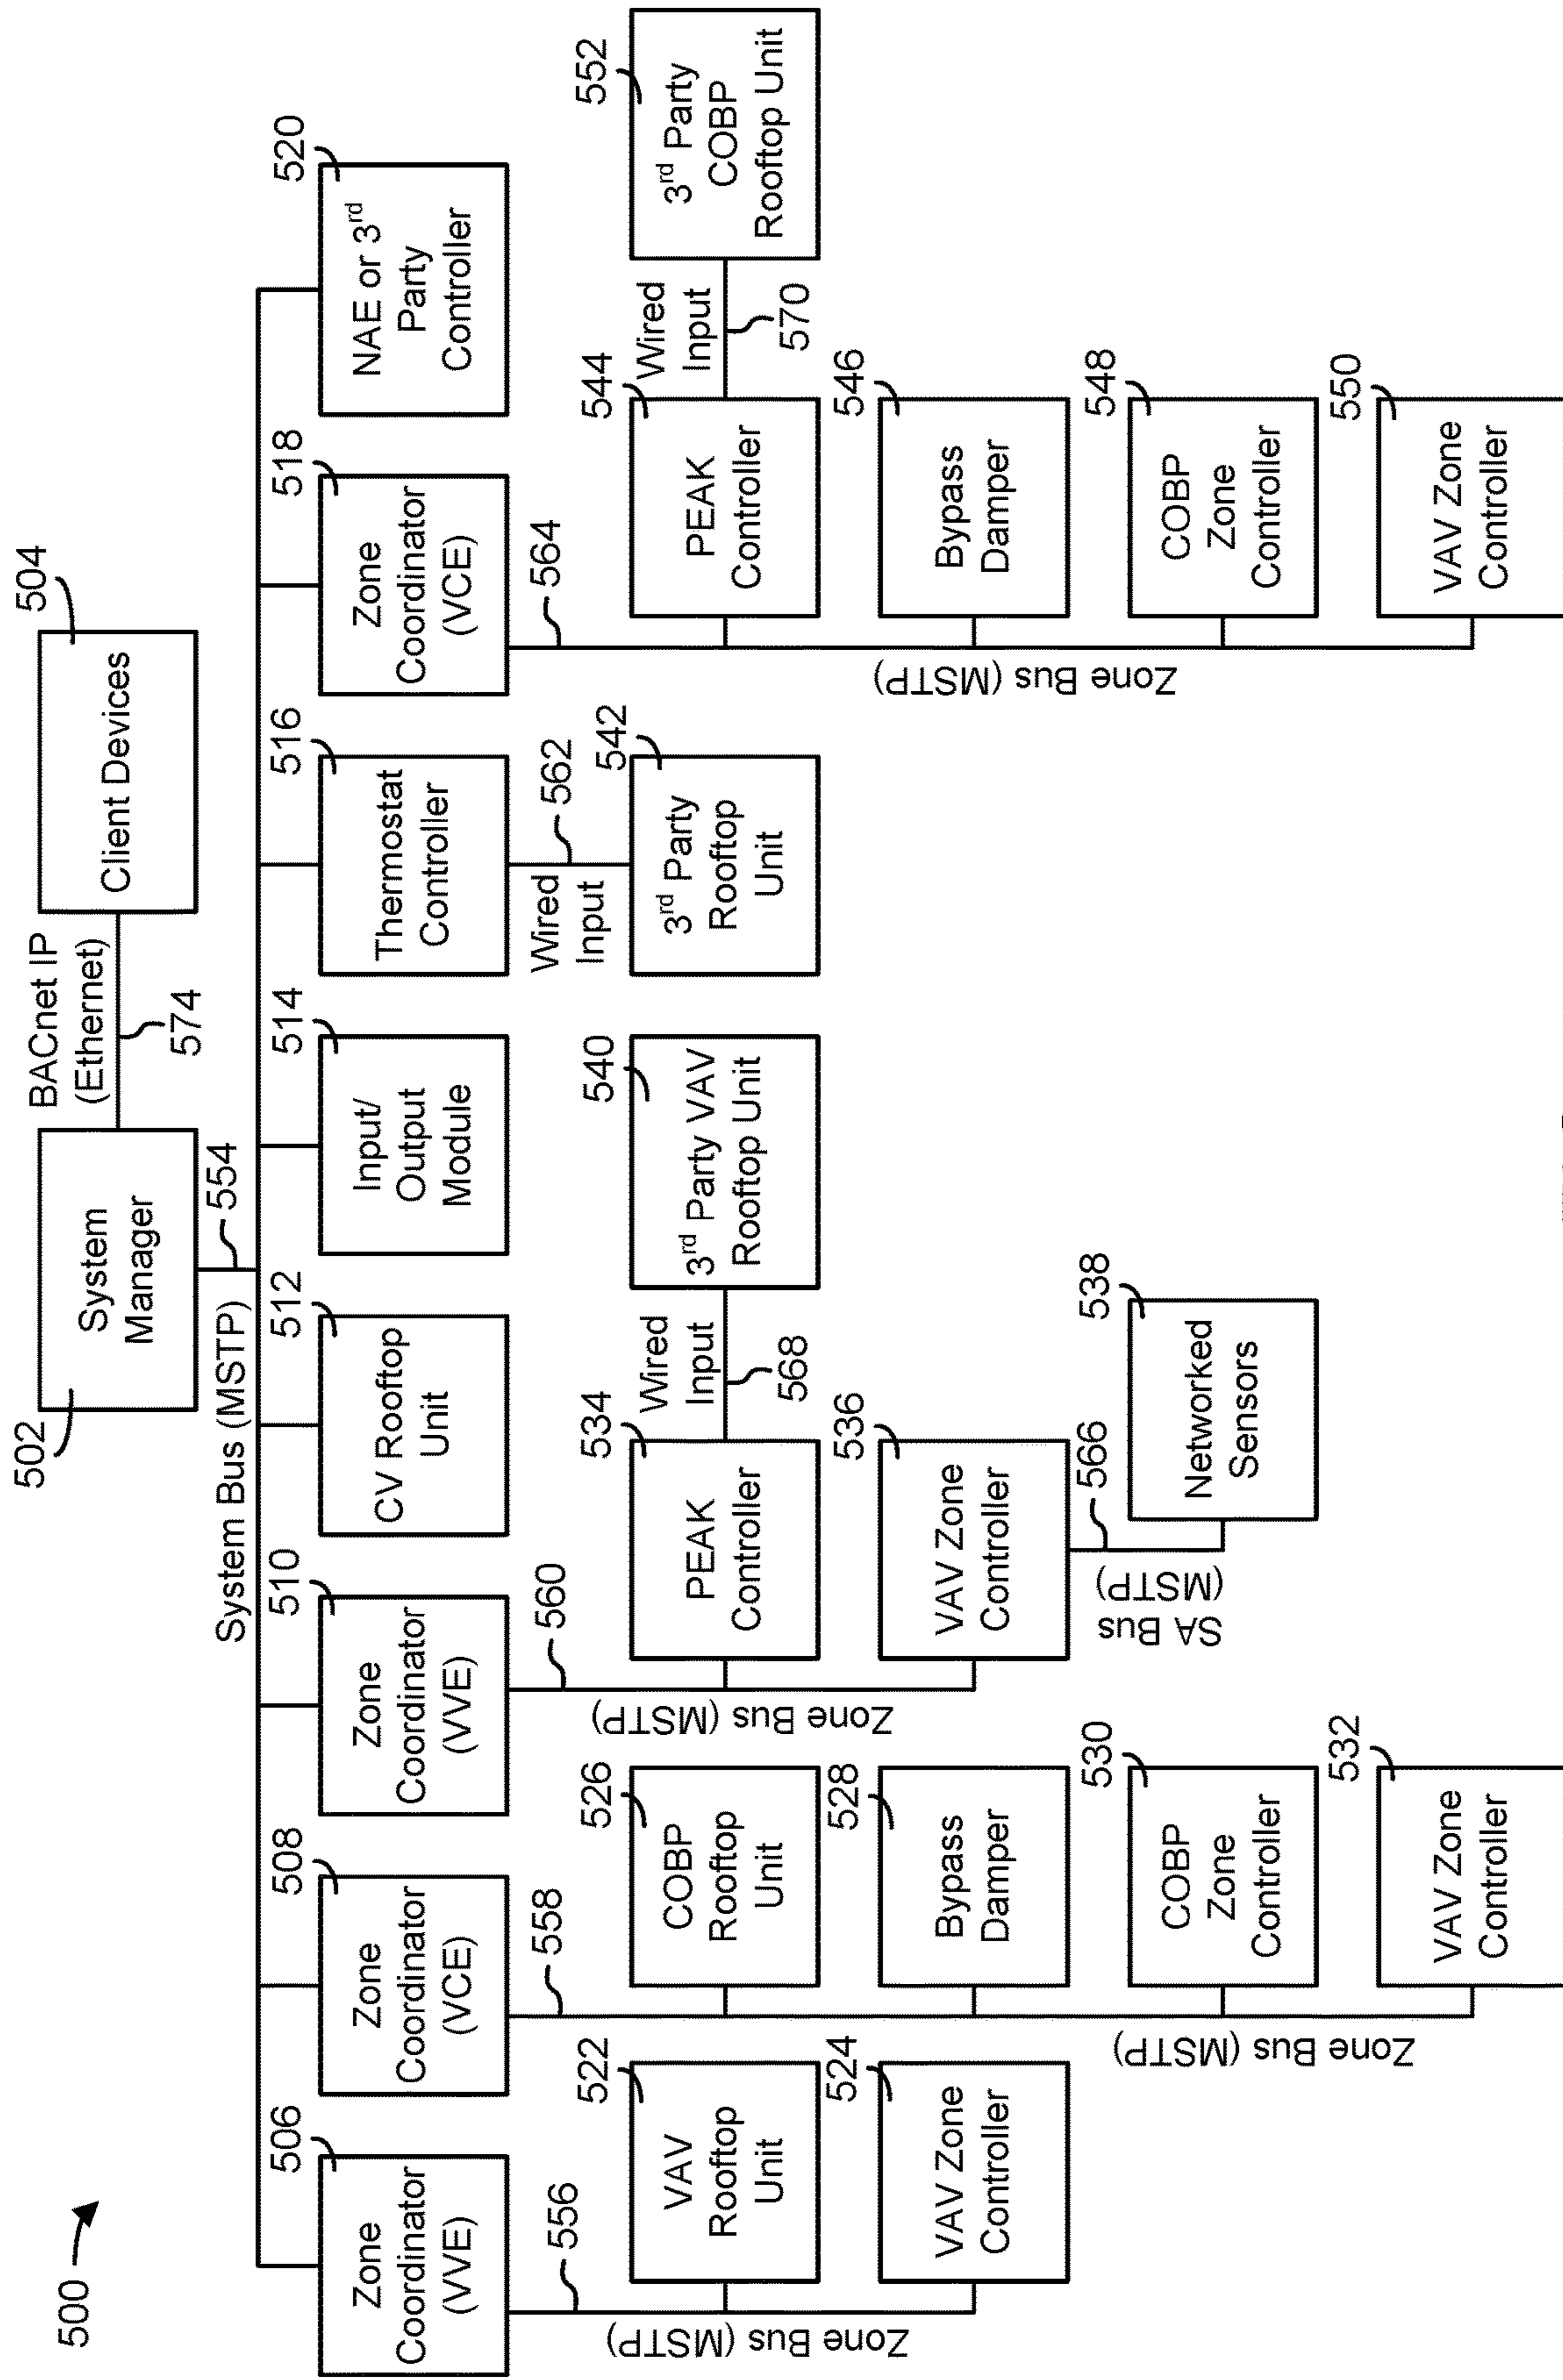 500
502
System
Manager
BACnet IP
(Ethernet)
574
504
Client Devices
554
System Bus (MSTP)
506
Zone
Coordinator
(VVE)
508
Zone
Coordinator
(VCE)
510
Zone
Coordinator
(VVE)
512
CV Rooftop
Unit
514
Input/
Output
Module
516
Thermostat
Controller
518
Zone
Coordinator
(VCE)
520
NAE or 3rd
Party
Controller
556
Zone Bus (MSTP)
522
VAV
Rooftop
Unit
524
VAV Zone
Controller
558
Zone Bus (MSTP)
526
COBP
Rooftop
Unit
528
Bypass
Damper
530
COBP
Zone
Controller
532
VAV Zone
Controller
560
Zone Bus (MSTP)
534
PEAK
Controller
Wired
Input
568
540
3rd Party VAV
Rooftop Unit
536
VAV Zone
Controller
566
SA Bus
(MSTP)
538
Networked
Sensors
562
Wired
Input
542
3rd Party
Rooftop
Unit
564
Zone Bus (MSTP)
544
PEAK
Controller
Wired
Input
570
552
3rd Party
COBP
Rooftop Unit
546
Bypass
Damper
548
COBP
Zone
Controller
550
VAV Zone
Controller